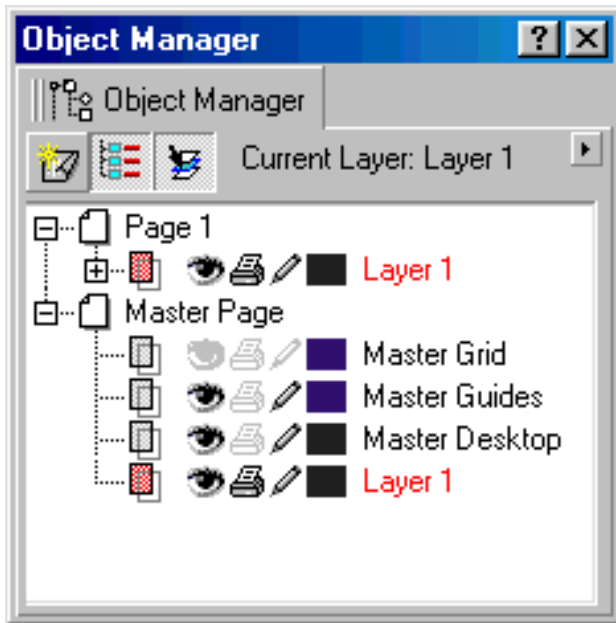 Object Manager
Object Manager
Current Layer: Layer 1
Page 1
Layer 1
Master Page
Master Grid
Master Guides
Master Desktop
Layer 1